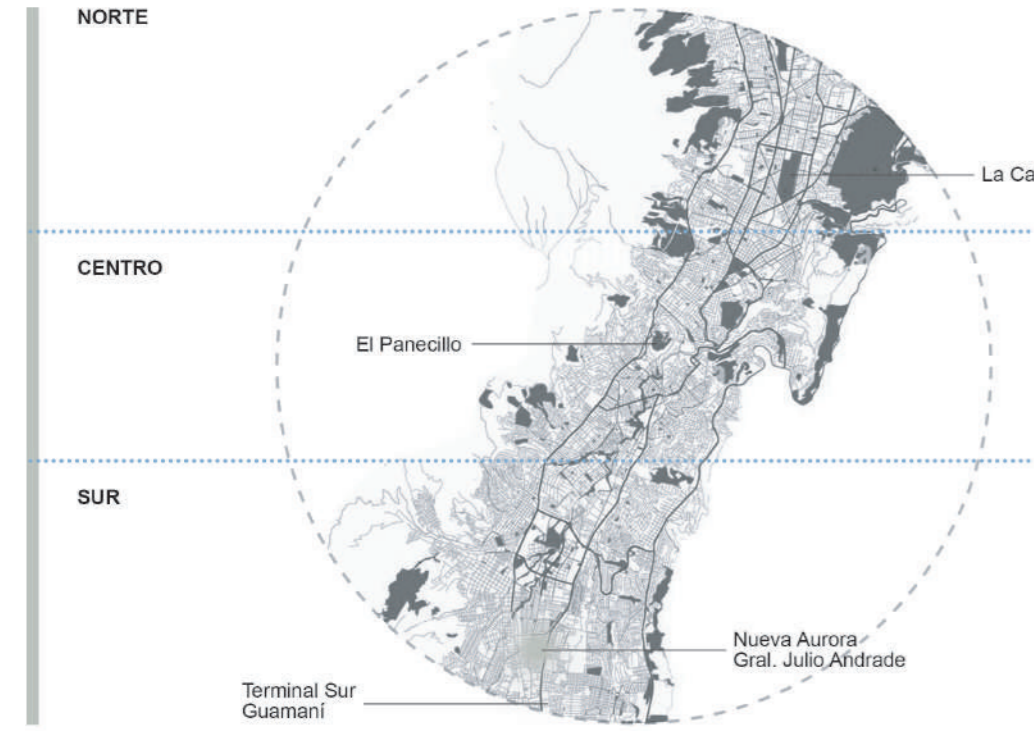 NORTE
La Ca
CENTRO
El Panecillo
SUR
Nueva Aurora
Gral. Julio Andrade
Terminal Sur
Guamaní